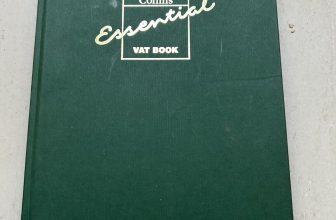 Collins
Essential
VAT BOOK